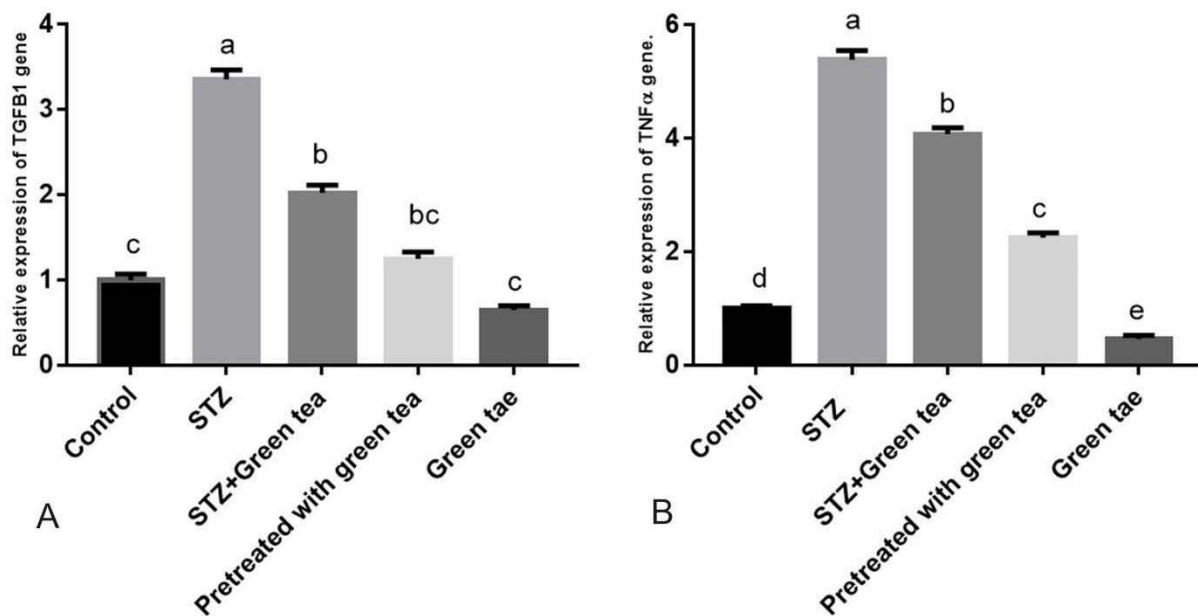 Relative expression of TGFB1 gene
4
3
2
1
0
c
a
b
bc
c
Control
STZ
STZ+Green tea
Pretreated with green tea
Green tae
A
Relative expression of TNFα gene.
6
4
2
0
d
a
b
c
e
Control
STZ
STZ+Green tea
Pretreated with green tea
Green tae
B